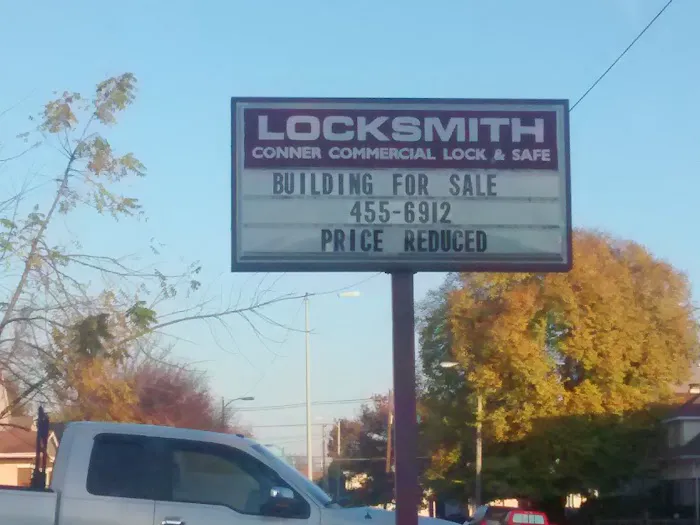 LOCKSMITH
CONNER COMMERCIAL LOCK & SAFE
BUILDING FOR SALE
455-6912
PRICE REDUCED